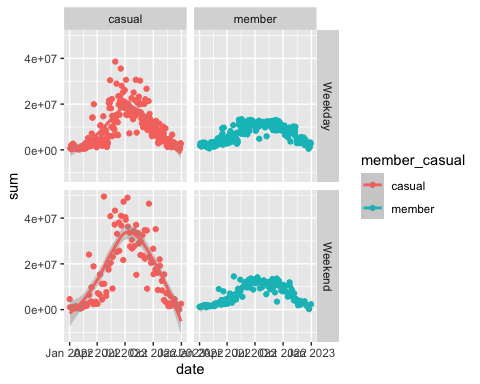 casual member
4e+07
2e+07
0e+00
Weekday
sum
4e+07
2e+07
0e+00
Weekend
member_casual
casual
member
Jan 2023
date